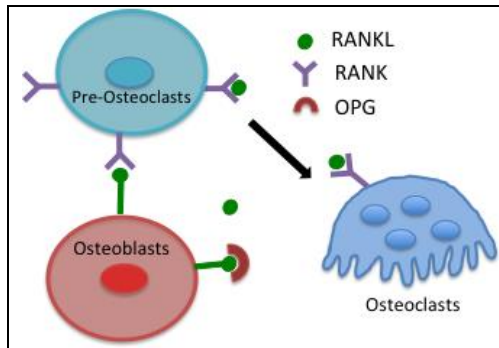 RANKL
RANK
OPG
Pre-Osteoclasts
Osteoblasts
Osteoclasts